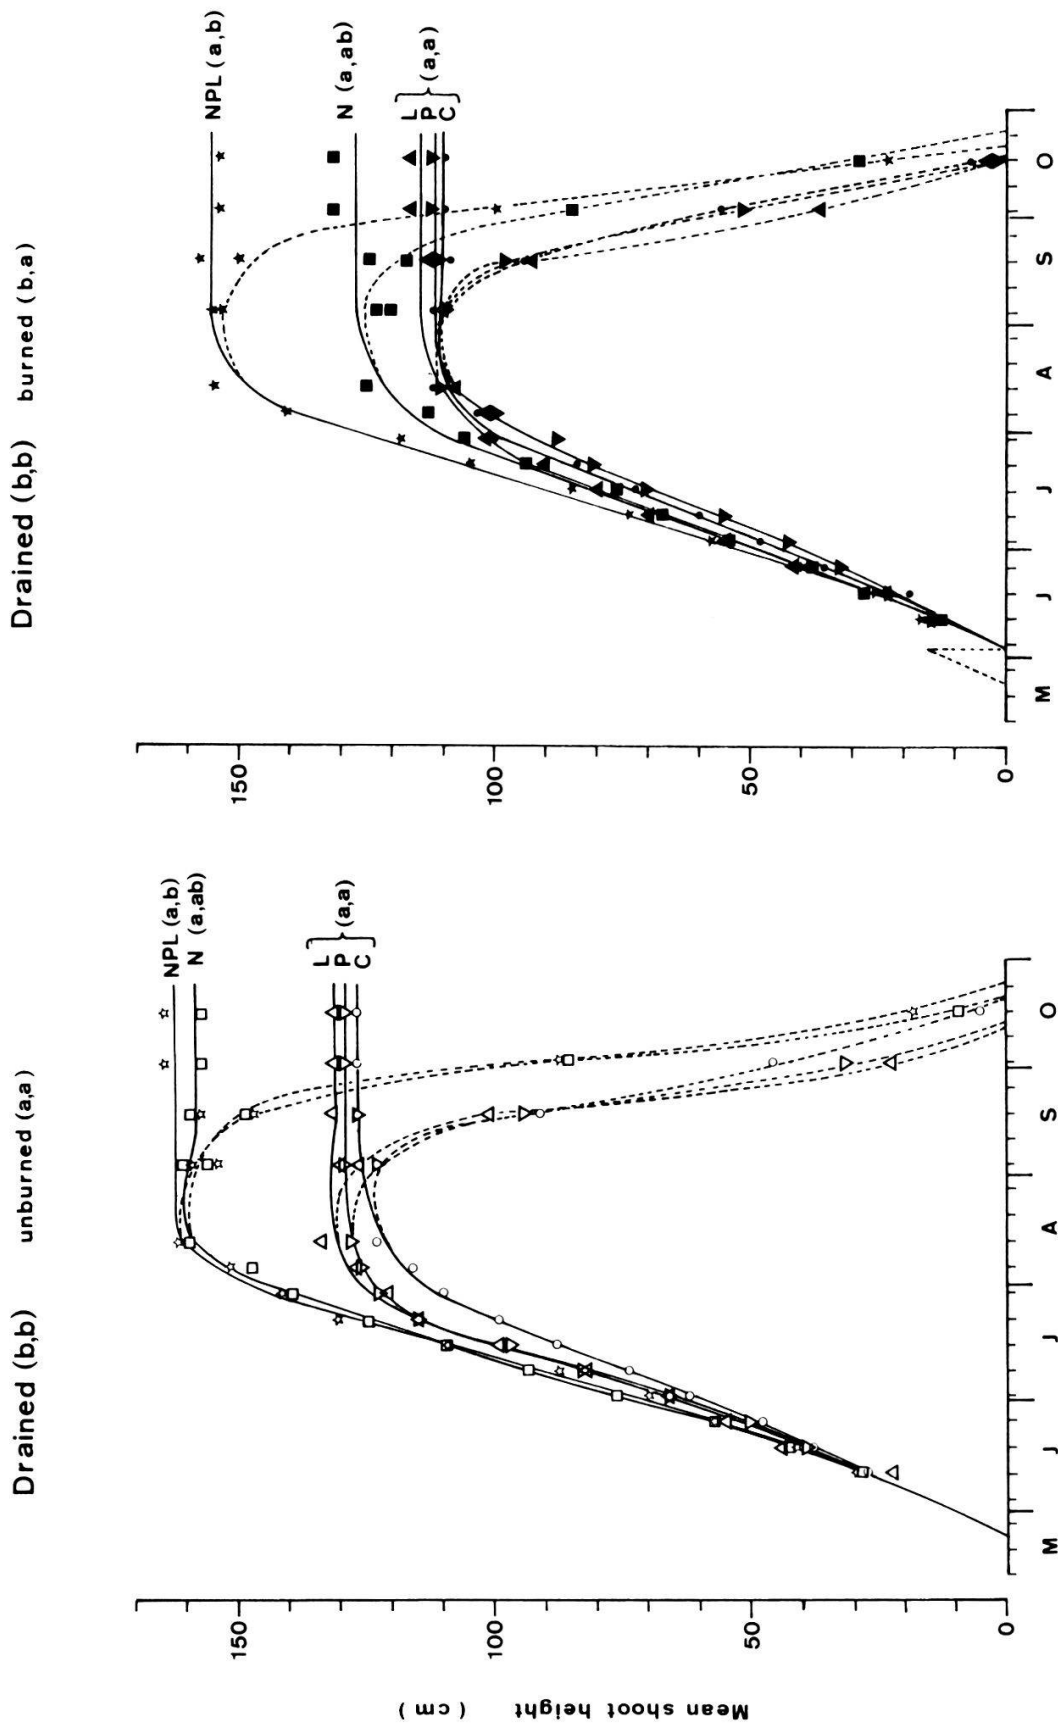 Drained (b,b) unburned (a,a)
NPL (a,b)
N (a,ab)
L
P (a,a)
C
150
100
50
0
Mean shoot height (cm)
M J J A S O
Drained (b,b) burned (b,a)
NPL (a,b)
N (a,ab)
L
P (a,a)
C
150
100
50
0
M J J A S O